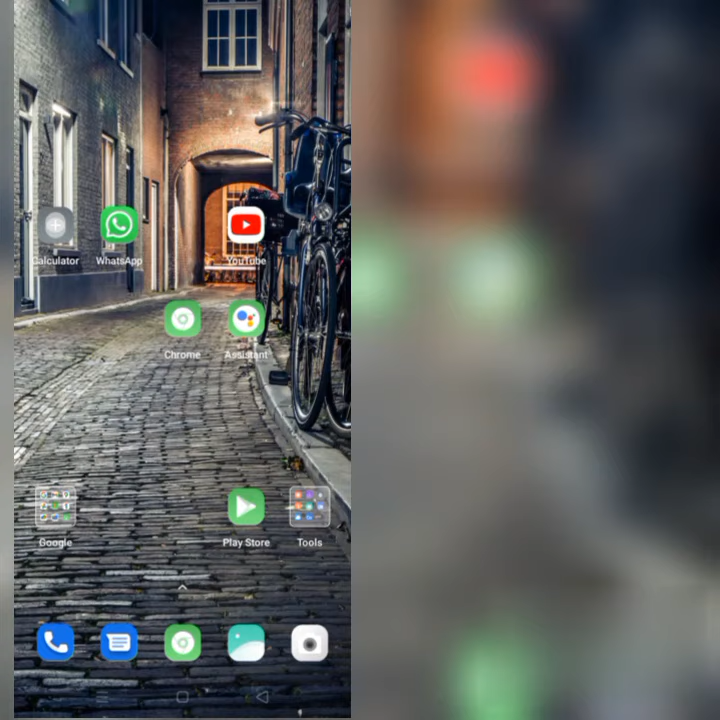 Calculator
WhatsApp
YouTube
Chrome
Assistant
Google
Play Store
Tools